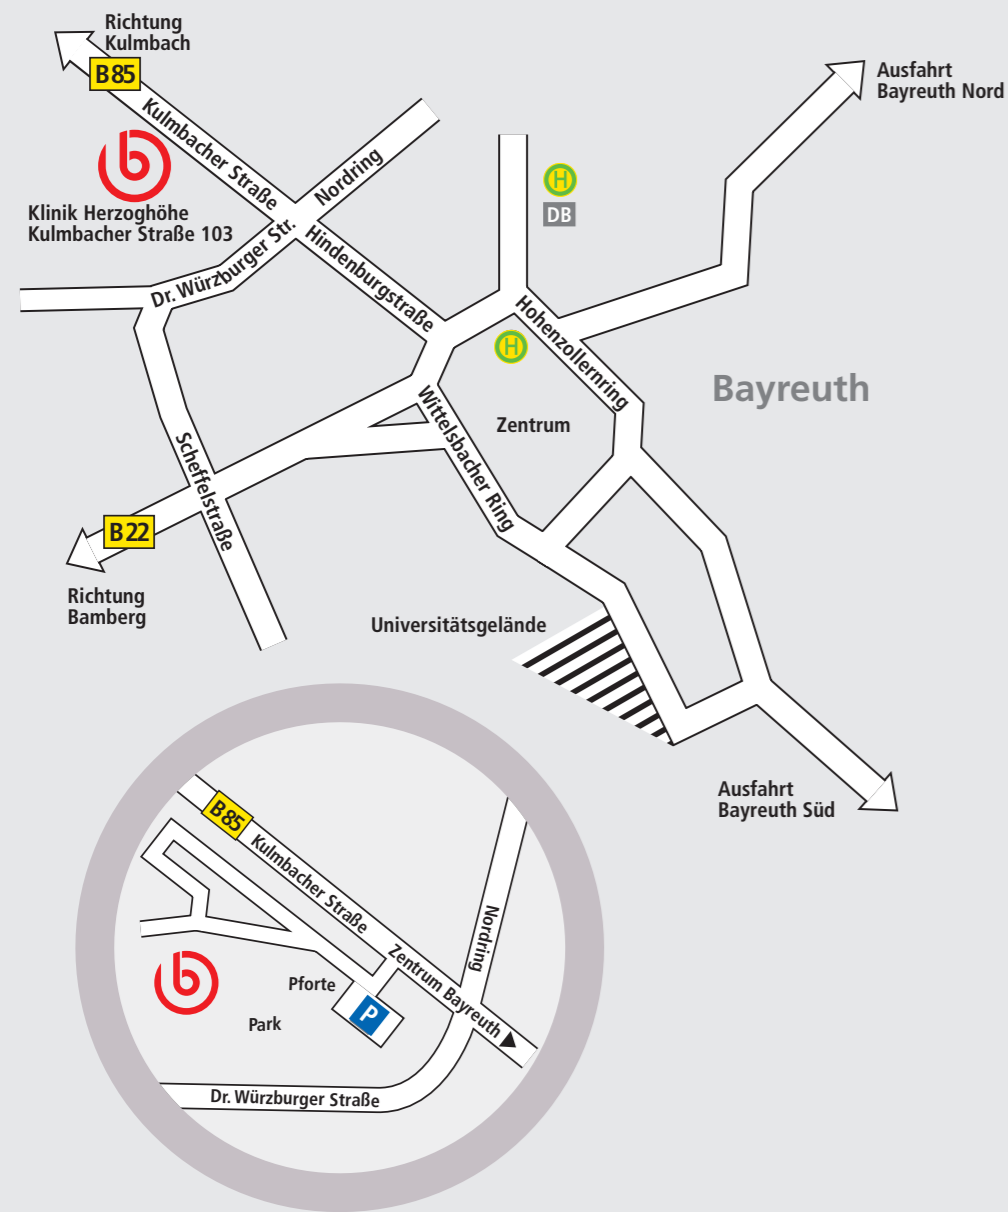 Richtung
Kulmbach
B85
Kulmbacher Straße
Nordring
Ausfahrt
Bayreuth Nord
b
Klinik Herzoghöhe
Kulmbacher Straße 103
H
DB
Dr. Würzburger Str.
Hindenburgstraße
Hohenzollernring
H
Bayreuth
Zentrum
Wittelsbacher Ring
Scheffelstraße
B22
Richtung
Bamberg
Universitätsgelände
Ausfahrt
Bayreuth Süd
B85
Kulmbacher Straße
Nordring
Zentrum Bayreuth
b
Pforte
P
Park
Dr. Würzburger Straße